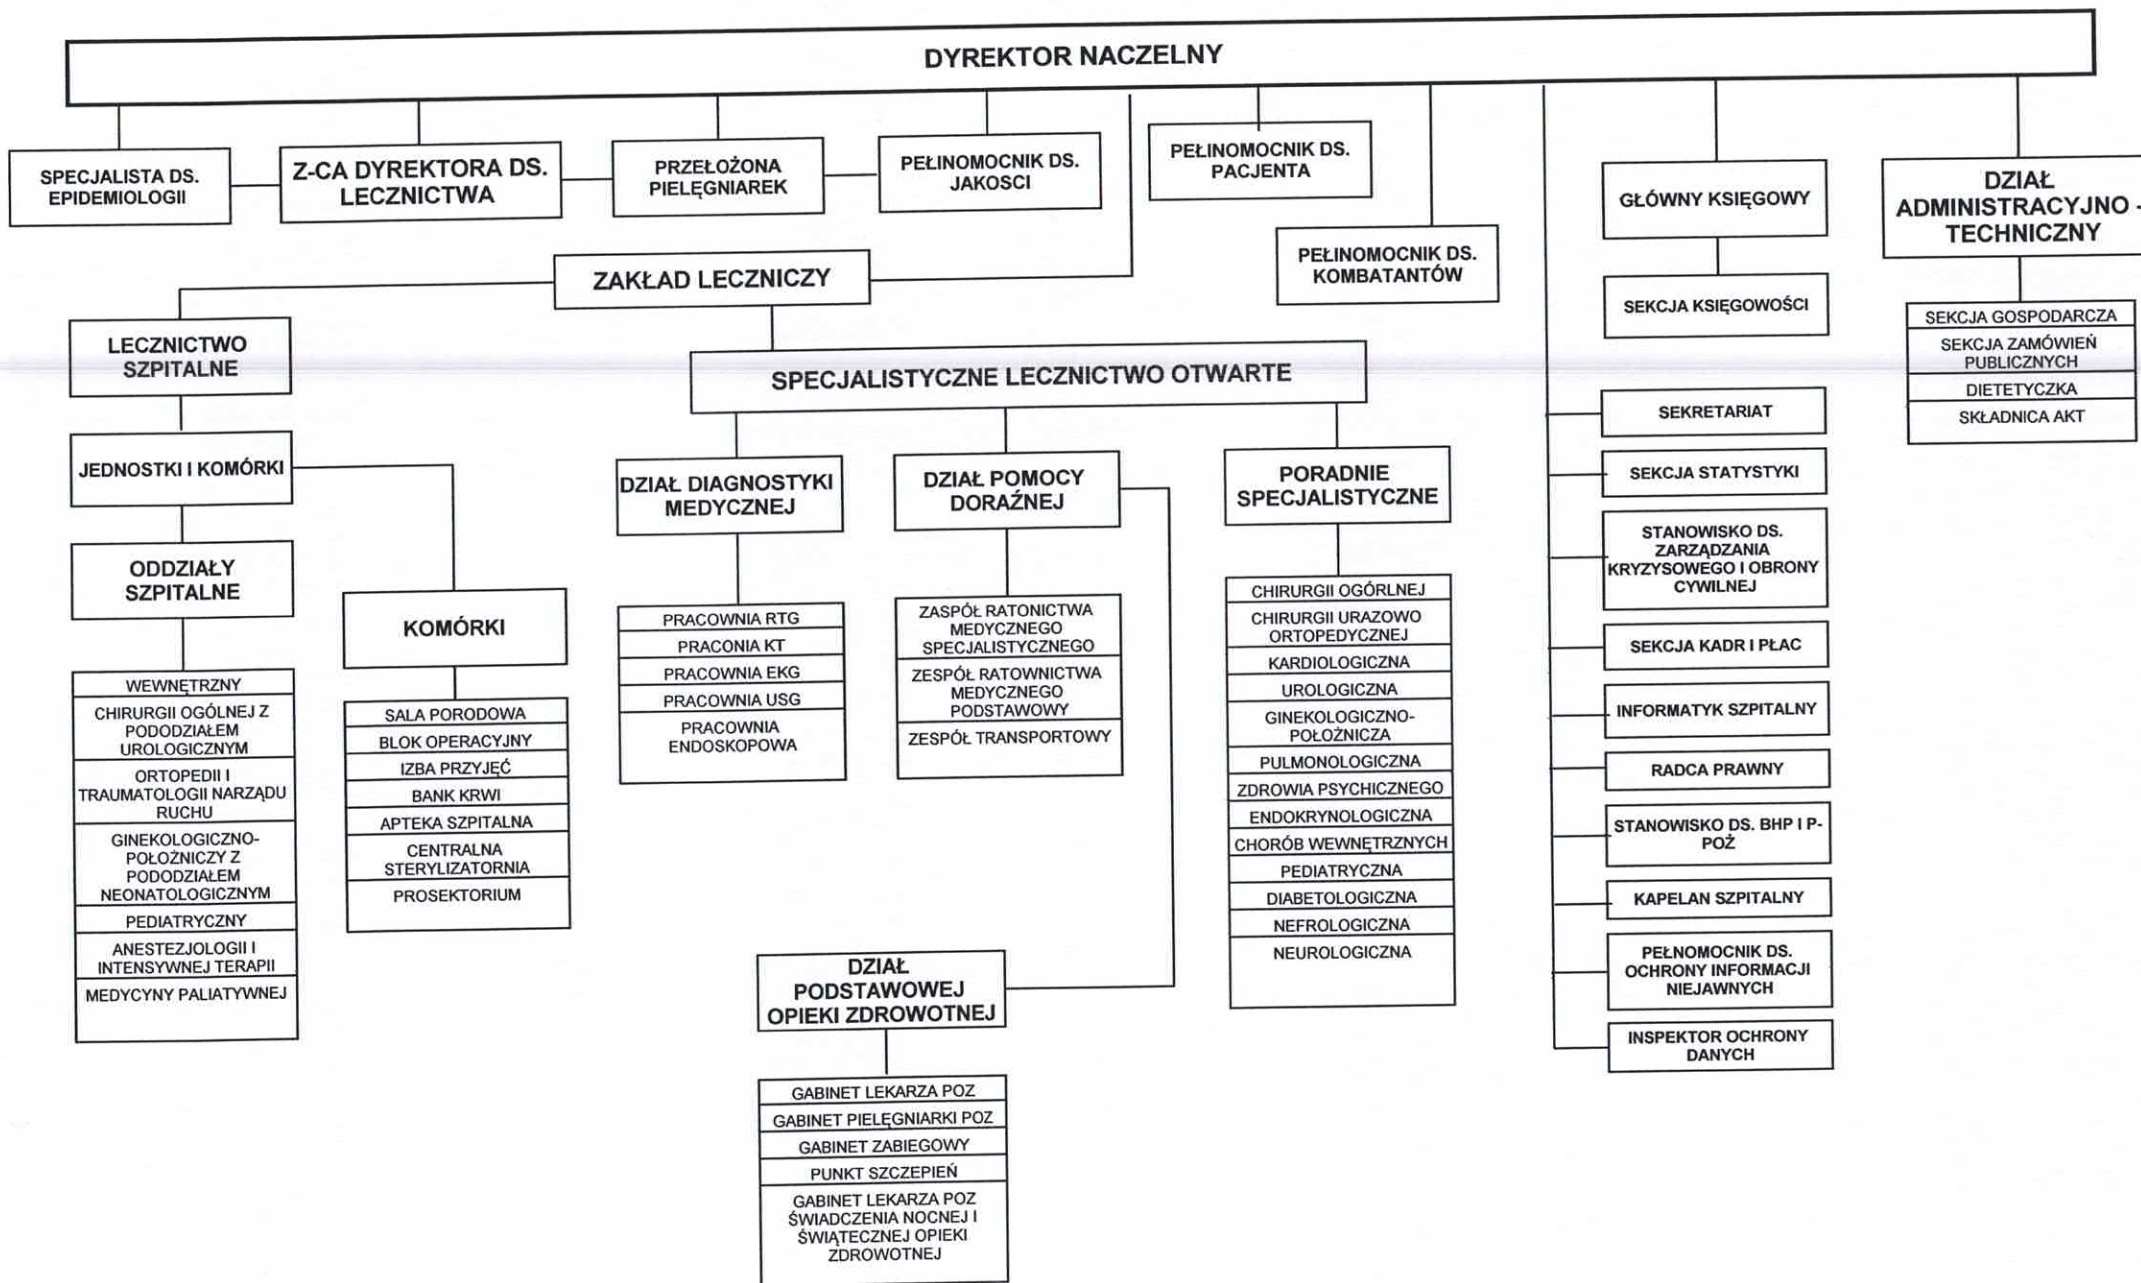 DYREKTOR NACZELNY
SPECJALISTA DS.
EPIDEMIOLOGII
Z-CA DYREKTORA DS.
LECZNICTWA
PRZEŁOŻONA
PIELĘGNIAREK
PEŁINOMOCNIK DS.
JAKOSCI
PEŁINOMOCNIK DS.
PACJENTA
PEŁINOMOCNIK DS.
KOMBATANTÓW
GŁÓWNY KSIĘGOWY
SEKCJA KSIĘGOWOŚCI
DZIAŁ
ADMINISTRACYJNO -
TECHNICZNY
SEKCJA GOSPODARCZA
SEKCJA ZAMÓWIEŃ
PUBLICZNYCH
DIETETYCZKA
SKŁADNICA AKT
ZAKŁAD LECZNICZY
LECZNICTWO
SZPITALNE
JEDNOSTKI I KOMÓRKI
ODDZIAŁY
SZPITALNE
WEWNĘTRZNY
CHIRURGII OGÓLNEJ Z
PODODZIAŁEM
UROLOGICZNYM
ORTOPEDII I
TRAUMATOLOGII NARZĄDU
RUCHU
GINEKOLOGICZNO-
POŁOŻNICZY Z
PODODZIAŁEM
NEONATOLOGICZNYM
PEDIATRYCZNY
ANESTEZJOLOGII I
INTENSYWNEJ TERAPII
MEDYCYNY PALIATYWNEJ
KOMÓRKI
SALA PORODOWA
BLOK OPERACYJNY
IZBA PRZYJĘĆ
BANK KRWI
APTEKA SZPITALNA
CENTRALNA
STERYLIZATORNIA
PROSEKTORIUM
SPECJALISTYCZNE LECZNICTWO OTWARTE
DZIAŁ DIAGNOSTYKI
MEDYCZNEJ
PRACOWNIA RTG
PRACONIA KT
PRACOWNIA EKG
PRACOWNIA USG
PRACOWNIA
ENDOSKOPOWA
DZIAŁ POMOCY
DORAŹNEJ
ZASPÓŁ RATONICTWA
MEDYCZNEGO
SPECJALISTYCZNEGO
ZESPÓŁ RATOWNICTWA
MEDYCZNEGO
PODSTAWOWY
ZESPÓŁ TRANSPORTOWY
PORADNIE
SPECJALISTYCZNE
CHIRURGII OGÓRLNEJ
CHIRURGII URAZOWO
ORTOPEDYCZNEJ
KARDIOLOGICZNA
UROLOGICZNA
GINEKOLOGICZNO-
POŁOŻNICZA
PULMONOLOGICZNA
ZDROWIA PSYCHICZNEGO
ENDOKRYNOLOGICZNA
CHORÓB WEWNĘTRZNYCH
PEDIATRYCZNA
DIABETOLOGICZNA
NEFROLOGICZNA
NEUROLOGICZNA
DZIAŁ
PODSTAWOWEJ
OPIEKI ZDROWOTNEJ
GABINET LEKARZA POZ
GABINET PIELĘGNIARKI POZ
GABINET ZABIEGOWY
PUNKT SZCZEPIEŃ
GABINET LEKARZA POZ
ŚWIADCZENIA NOCNEJ I
ŚWIĄTECZNEJ OPIEKI
ZDROWOTNEJ
SEKRETARIAT
SEKCJA STATYSTYKI
STANOWISKO DS.
ZARZĄDZANIA
KRYZYSOWEGO I OBRONY
CYWILNEJ
SEKCJA KADR I PŁAC
INFORMATYK SZPITALNY
RADCA PRAWNY
STANOWISKO DS. BHP I P-
POŻ
KAPELAN SZPITALNY
PEŁNOMOCNIK DS.
OCHRONY INFORMACJI
NIEJAWNYCH
INSPEKTOR OCHRONY
DANYCH